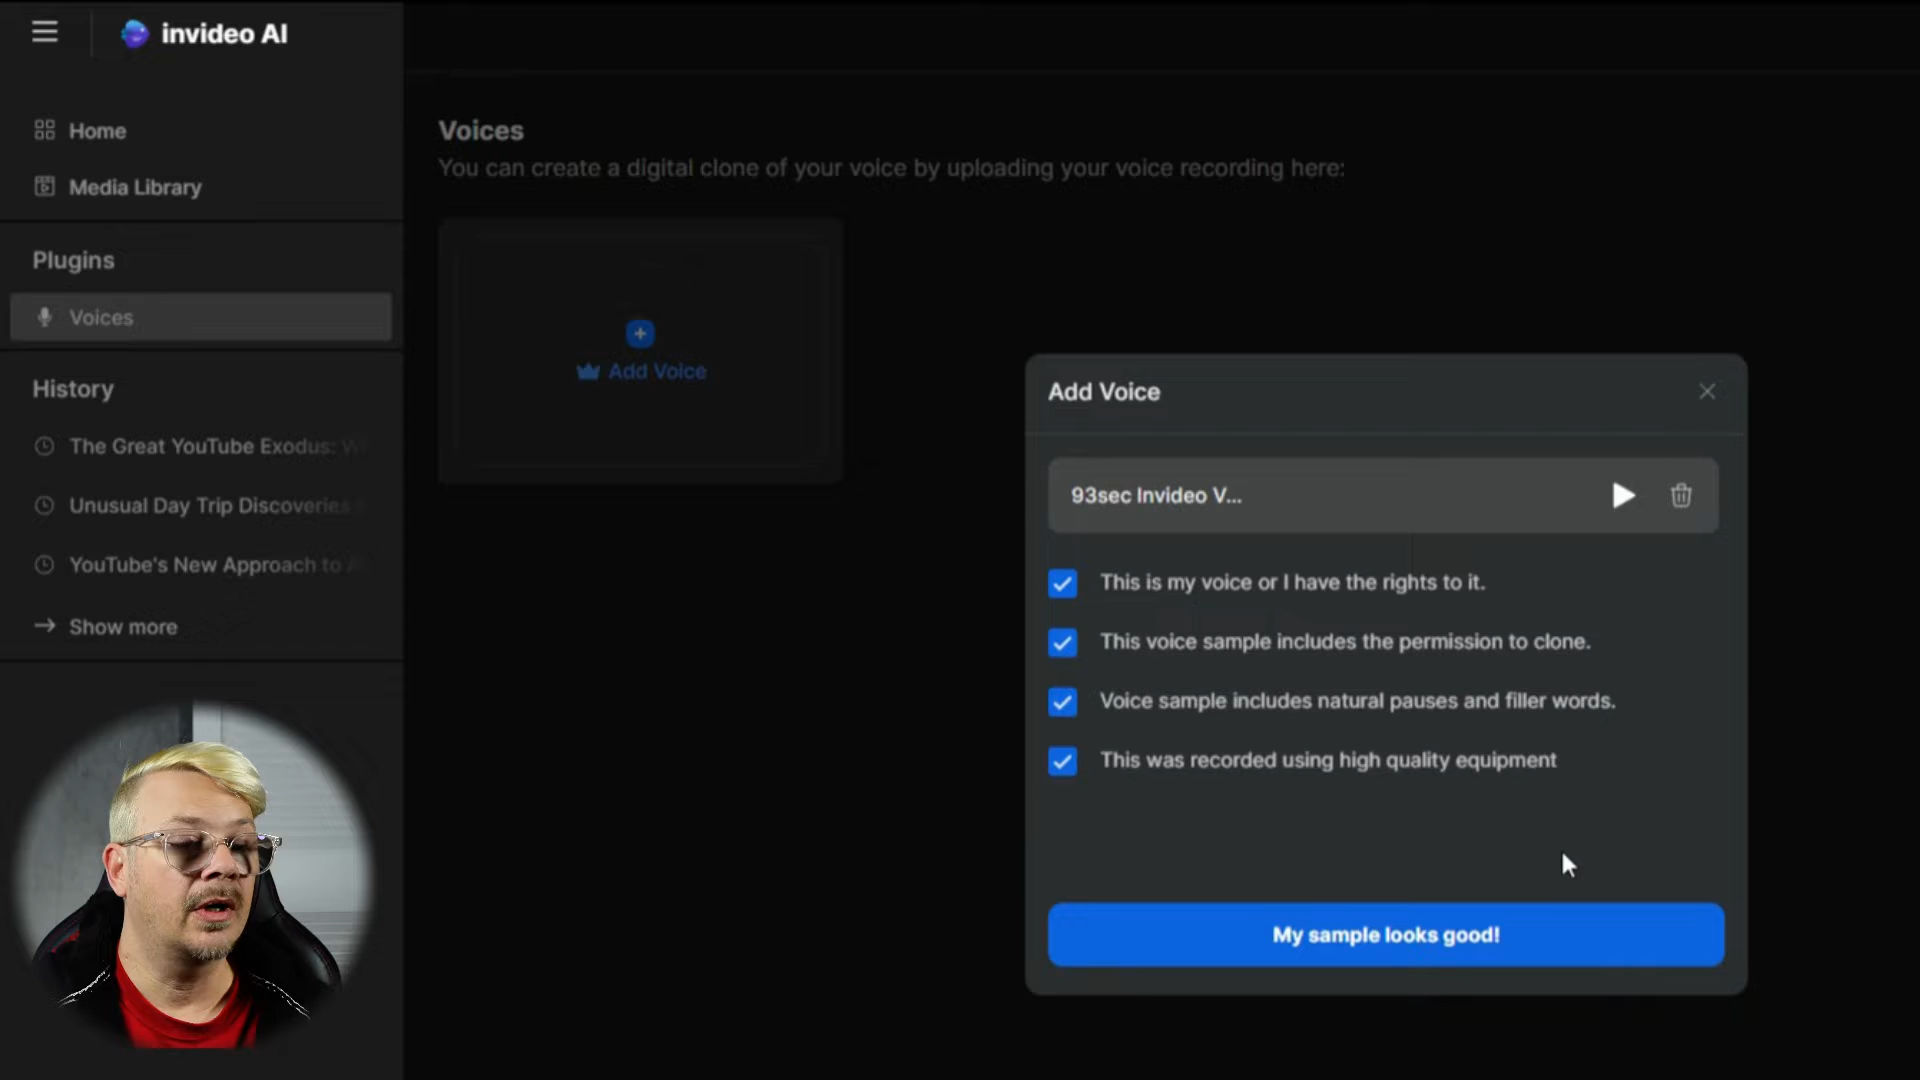 invideo AI
Home
Media Library
Plugins
Voices
History
The Great YouTube Exodus:
Unusual Day Trip Discoveries
YouTube's New Approach to
Show more
Voices
You can create a digital clone of your voice by uploading your voice recording here:
Add Voice
Add Voice
93sec Invideo V...
This is my voice or I have the rights to it.
This voice sample includes the permission to clone.
Voice sample includes natural pauses and filler words.
This was recorded using high quality equipment
My sample looks good!